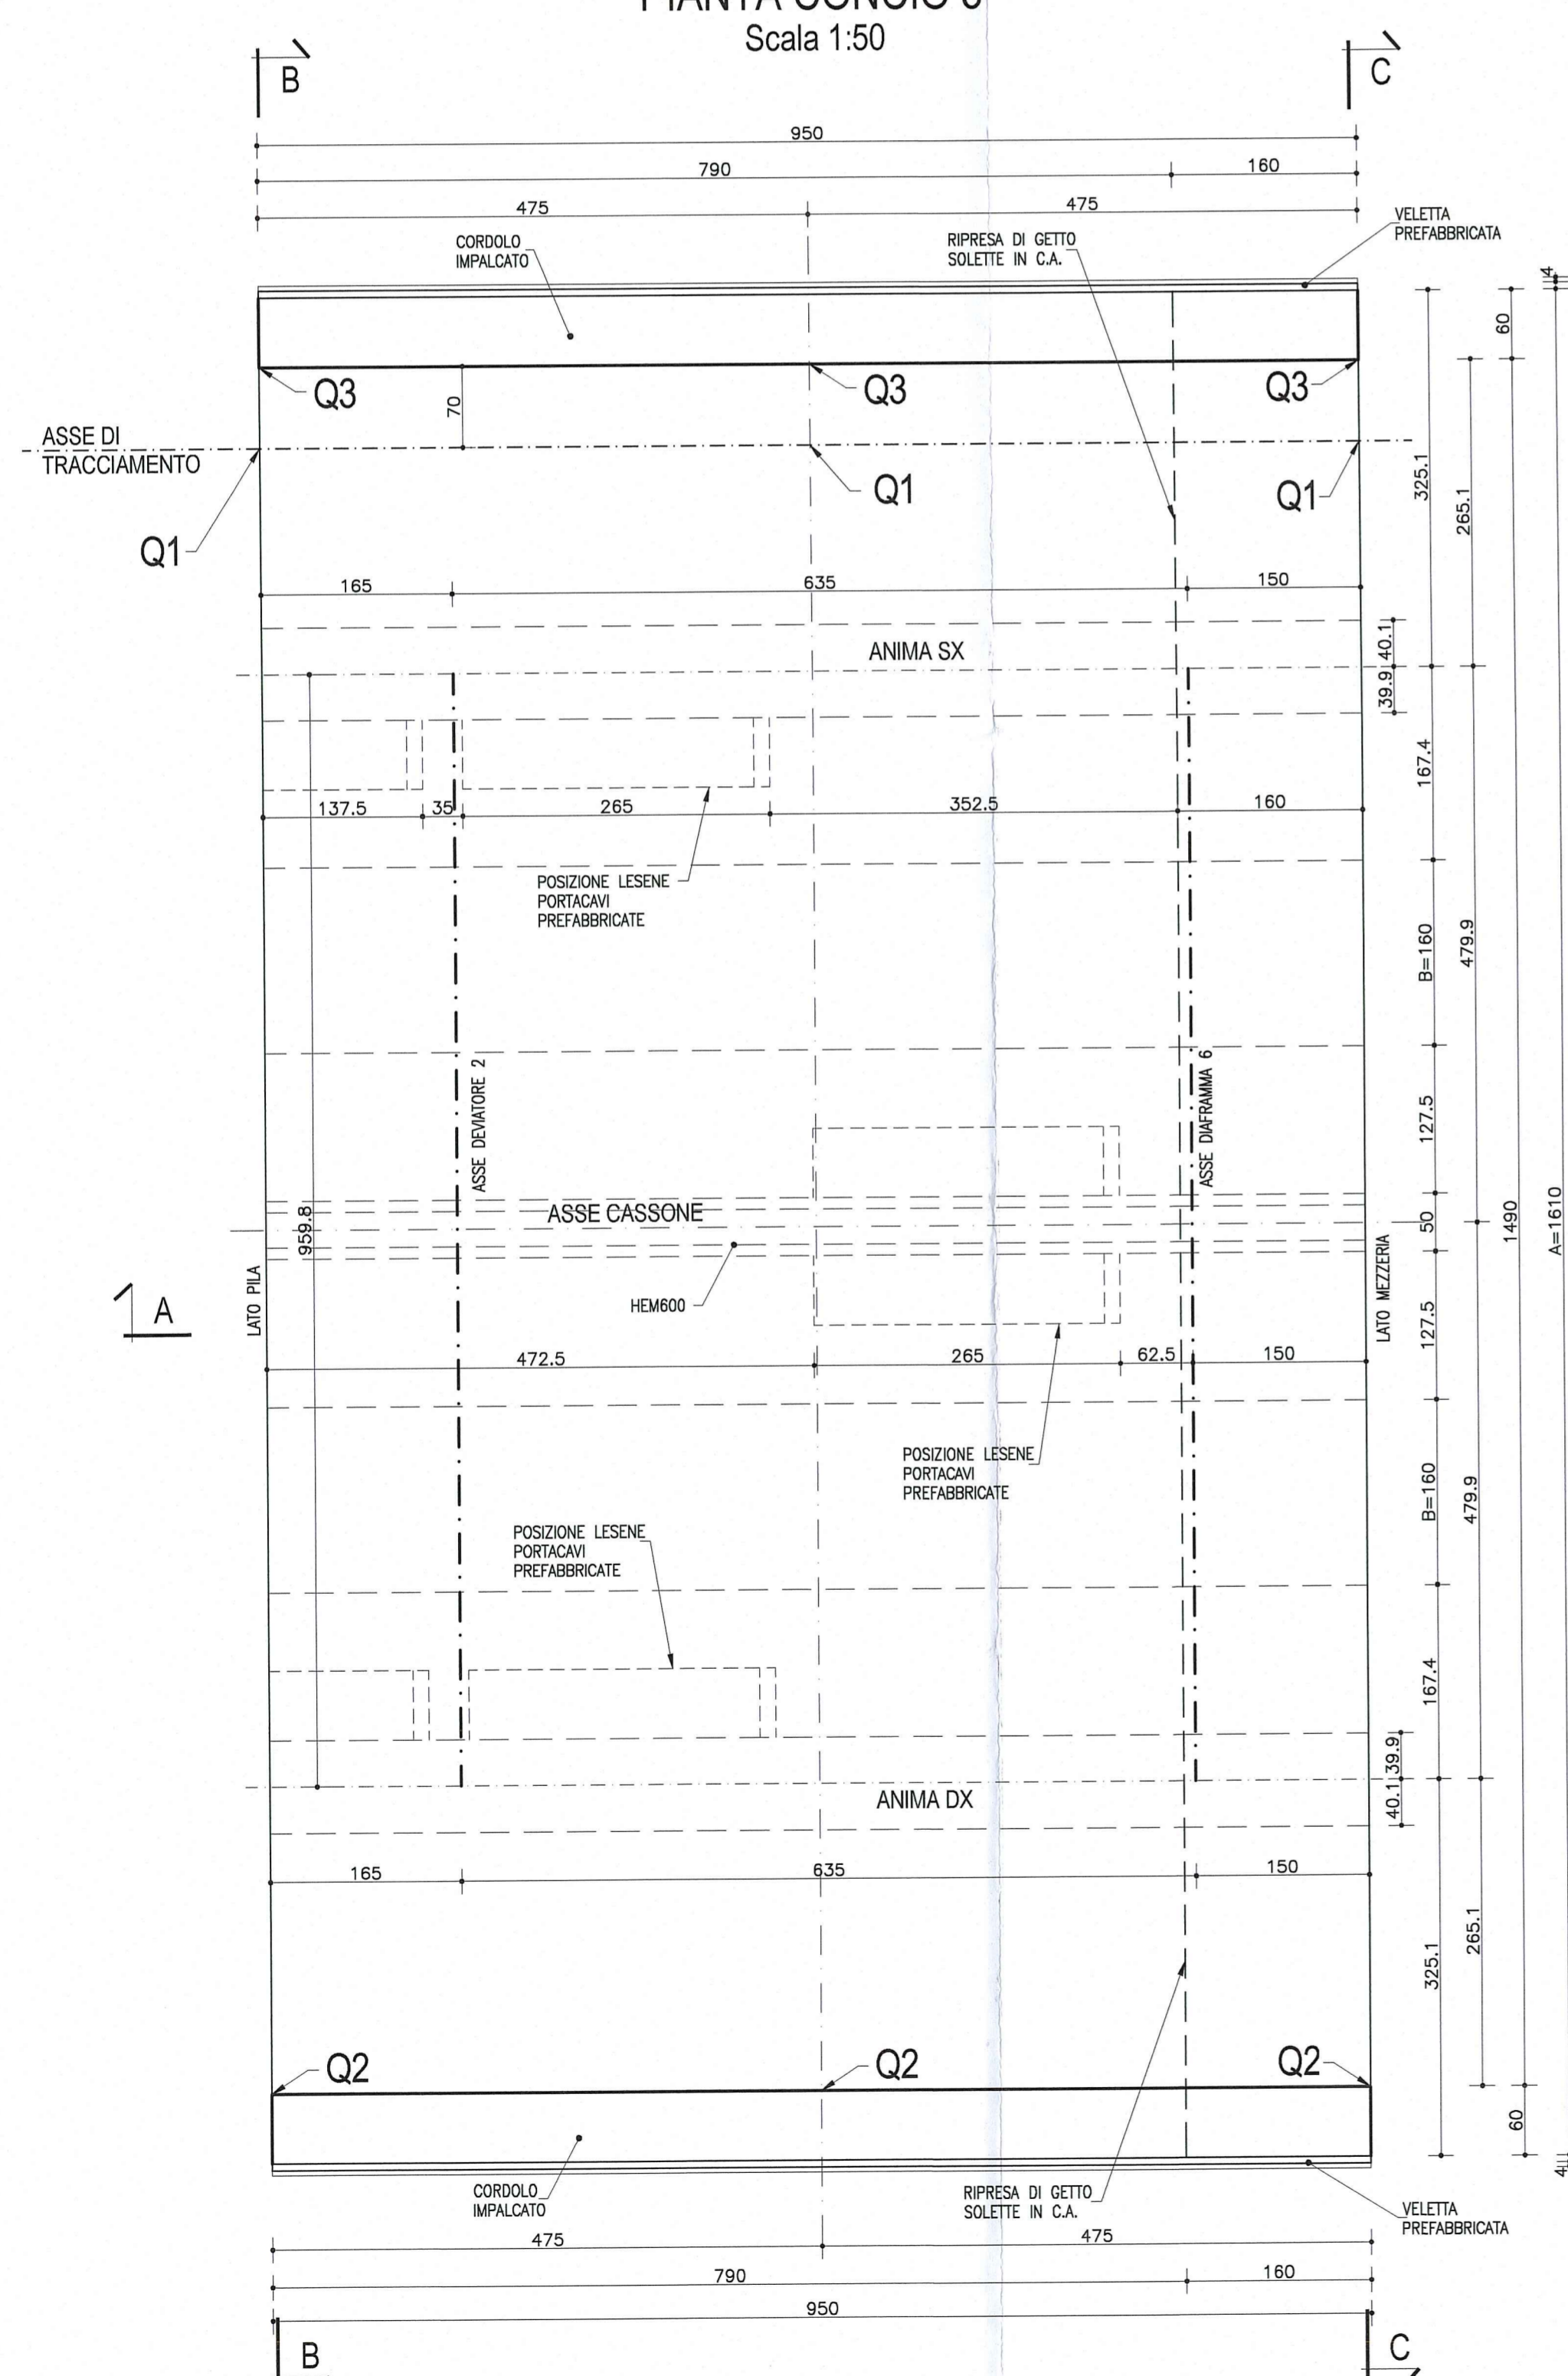 Scala 1:50
B
C
950
790
160
475
475
CORDOLO
IMPALCATO
RIPRESA DI GETTO
SOLETTE IN C.A.
VELETTA
PREFABBRICATA
4
60
Q3
Q3
Q3
70
ASSE DI
TRACCIAMENTO
Q1
Q1
Q1
325.1
265.1
165
635
150
ANIMA SX
40.1
39.9
167.4
137.5
35
265
352.5
160
POSIZIONE LESENE
PORTACAVI
PREFABBRICATE
B=160
479.9
ASSE DEVIATORE 2
ASSE DIAFRAMMA 6
127.5
959.8
ASSE CASSONE
50
1490
A=1610
LATO PILA
LATO MEZZERIA
A
HEM600
127.5
472.5
265
62.5
150
POSIZIONE LESENE
PORTACAVI
PREFABBRICATE
B=160
479.9
POSIZIONE LESENE
PORTACAVI
PREFABBRICATE
167.4
39.9
40.1
ANIMA DX
165
635
150
325.1
265.1
Q2
Q2
Q2
60
4
CORDOLO
IMPALCATO
RIPRESA DI GETTO
SOLETTE IN C.A.
VELETTA
PREFABBRICATA
475
475
790
160
950
B
C